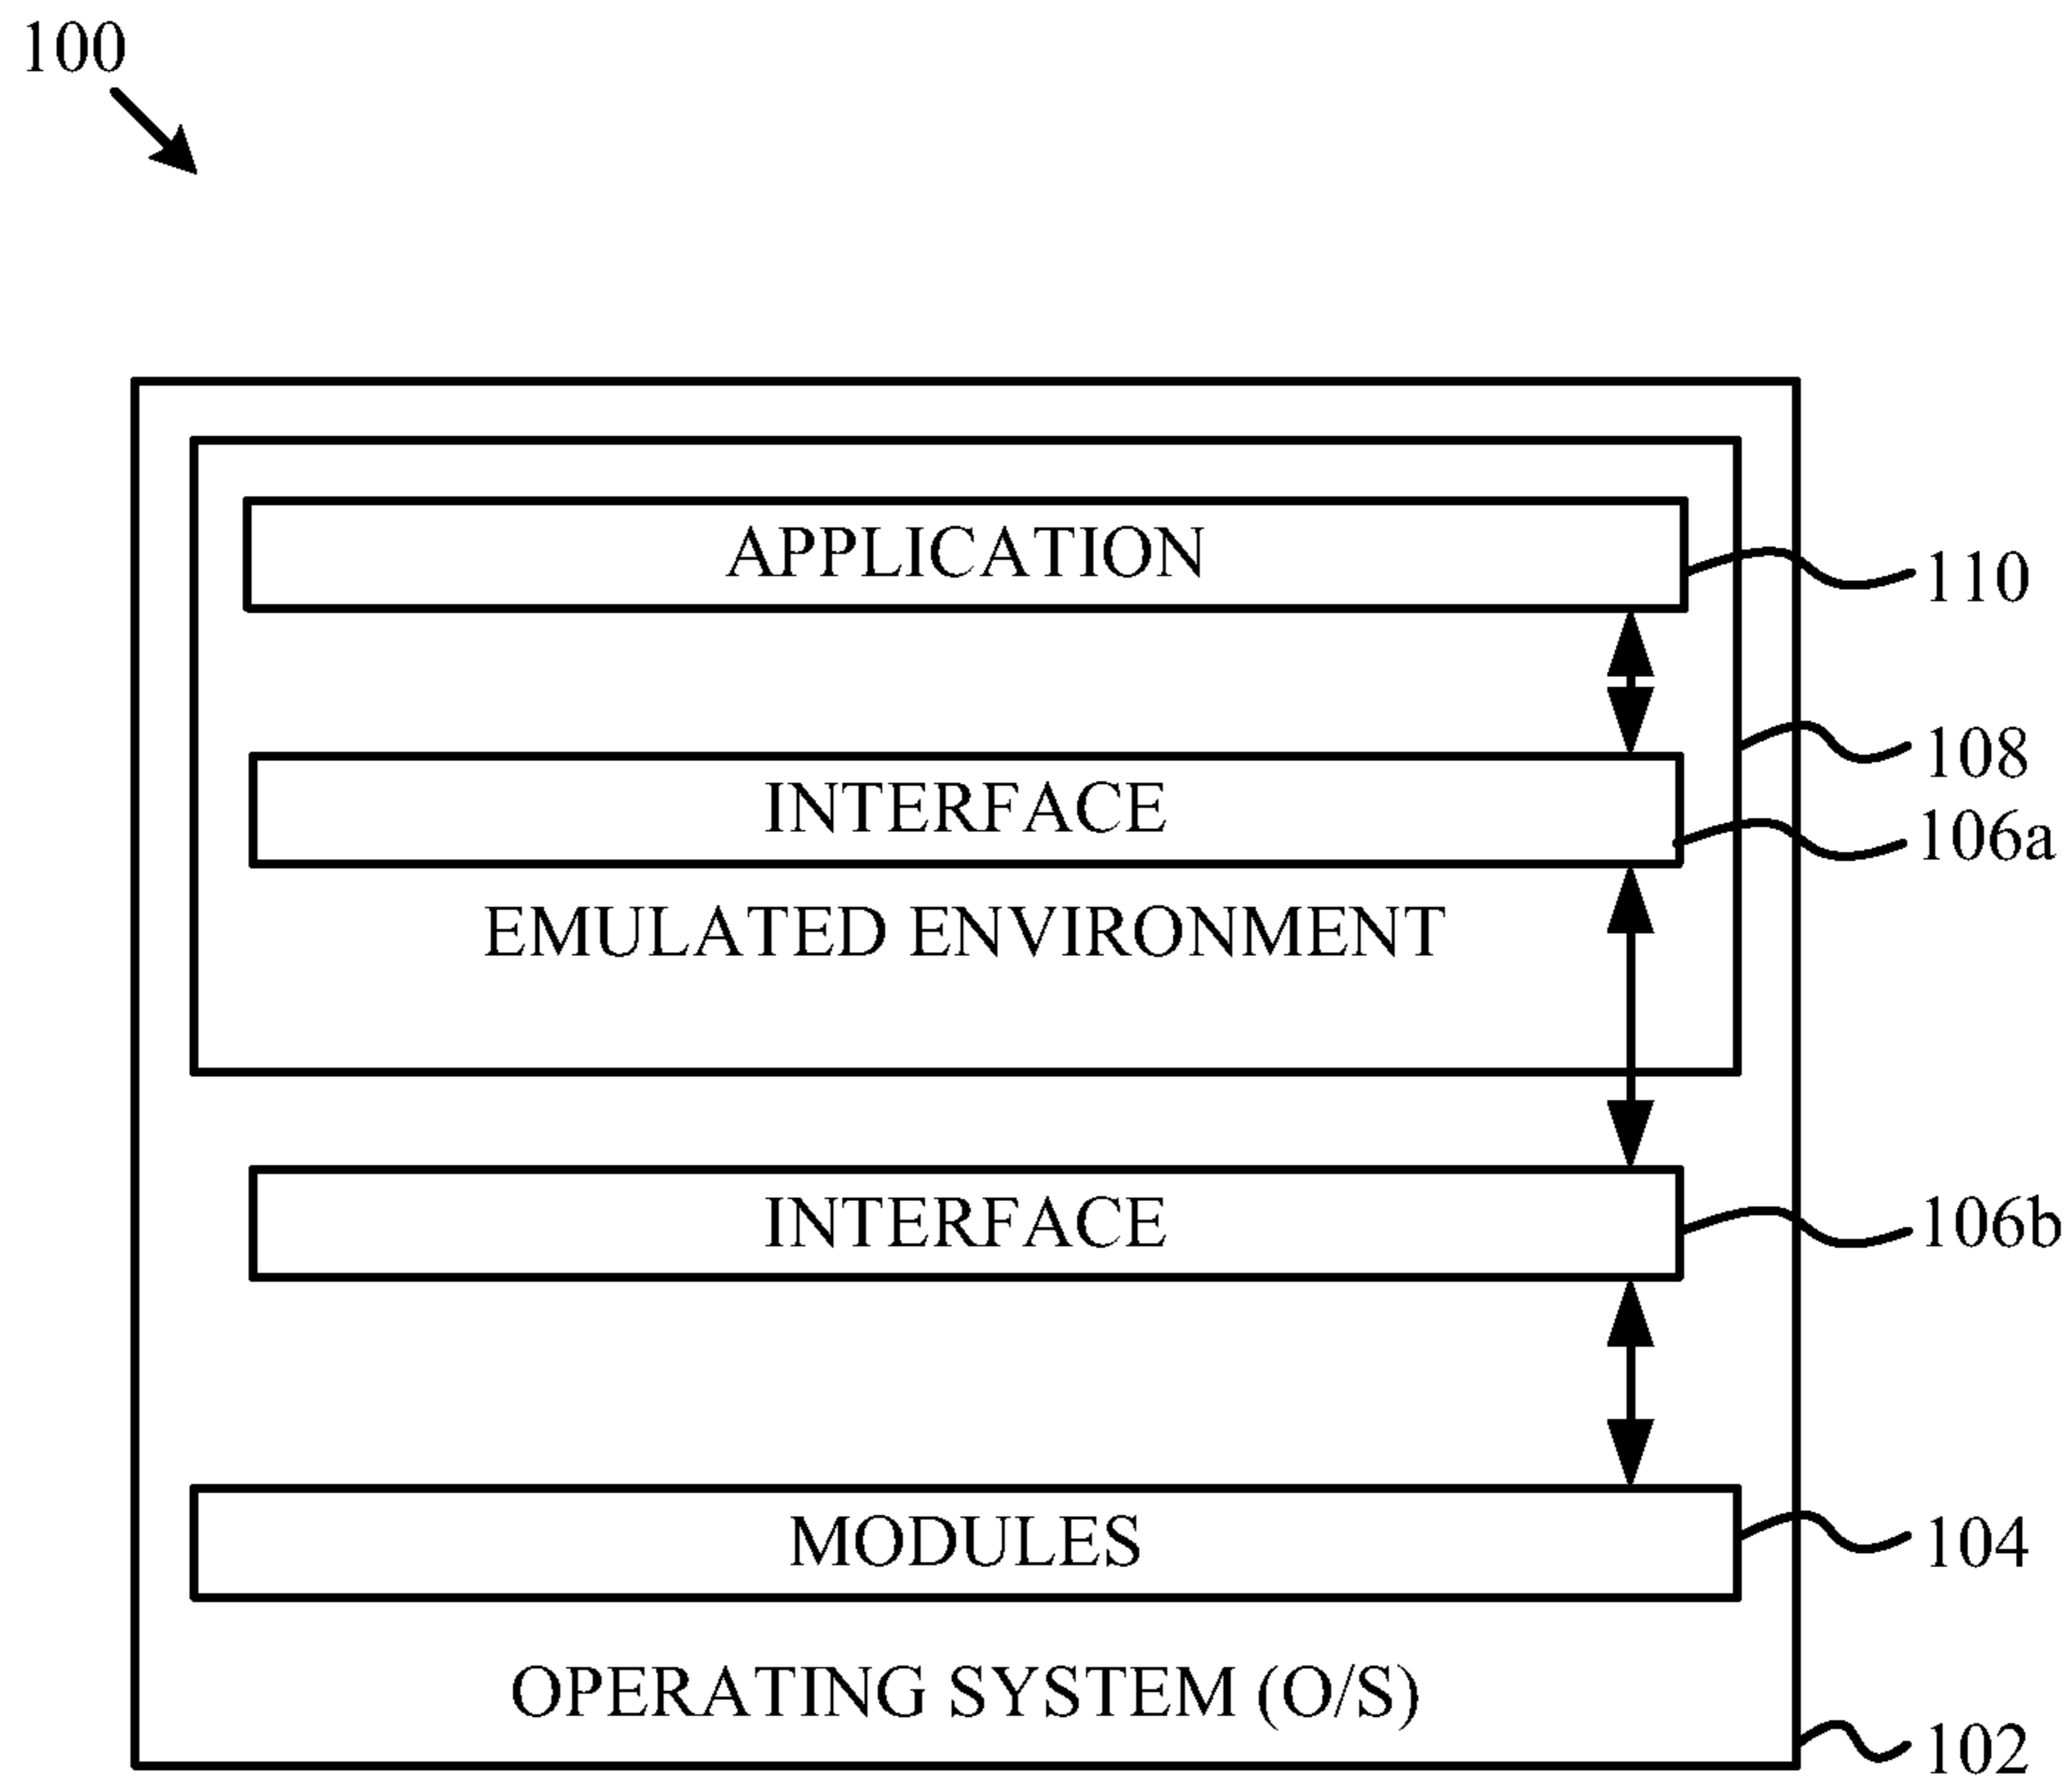 100
APPLICATION
110
108
INTERFACE
106a
EMULATED ENVIRONMENT
INTERFACE
106b
MODULES
104
OPERATING SYSTEM (O/S)
102